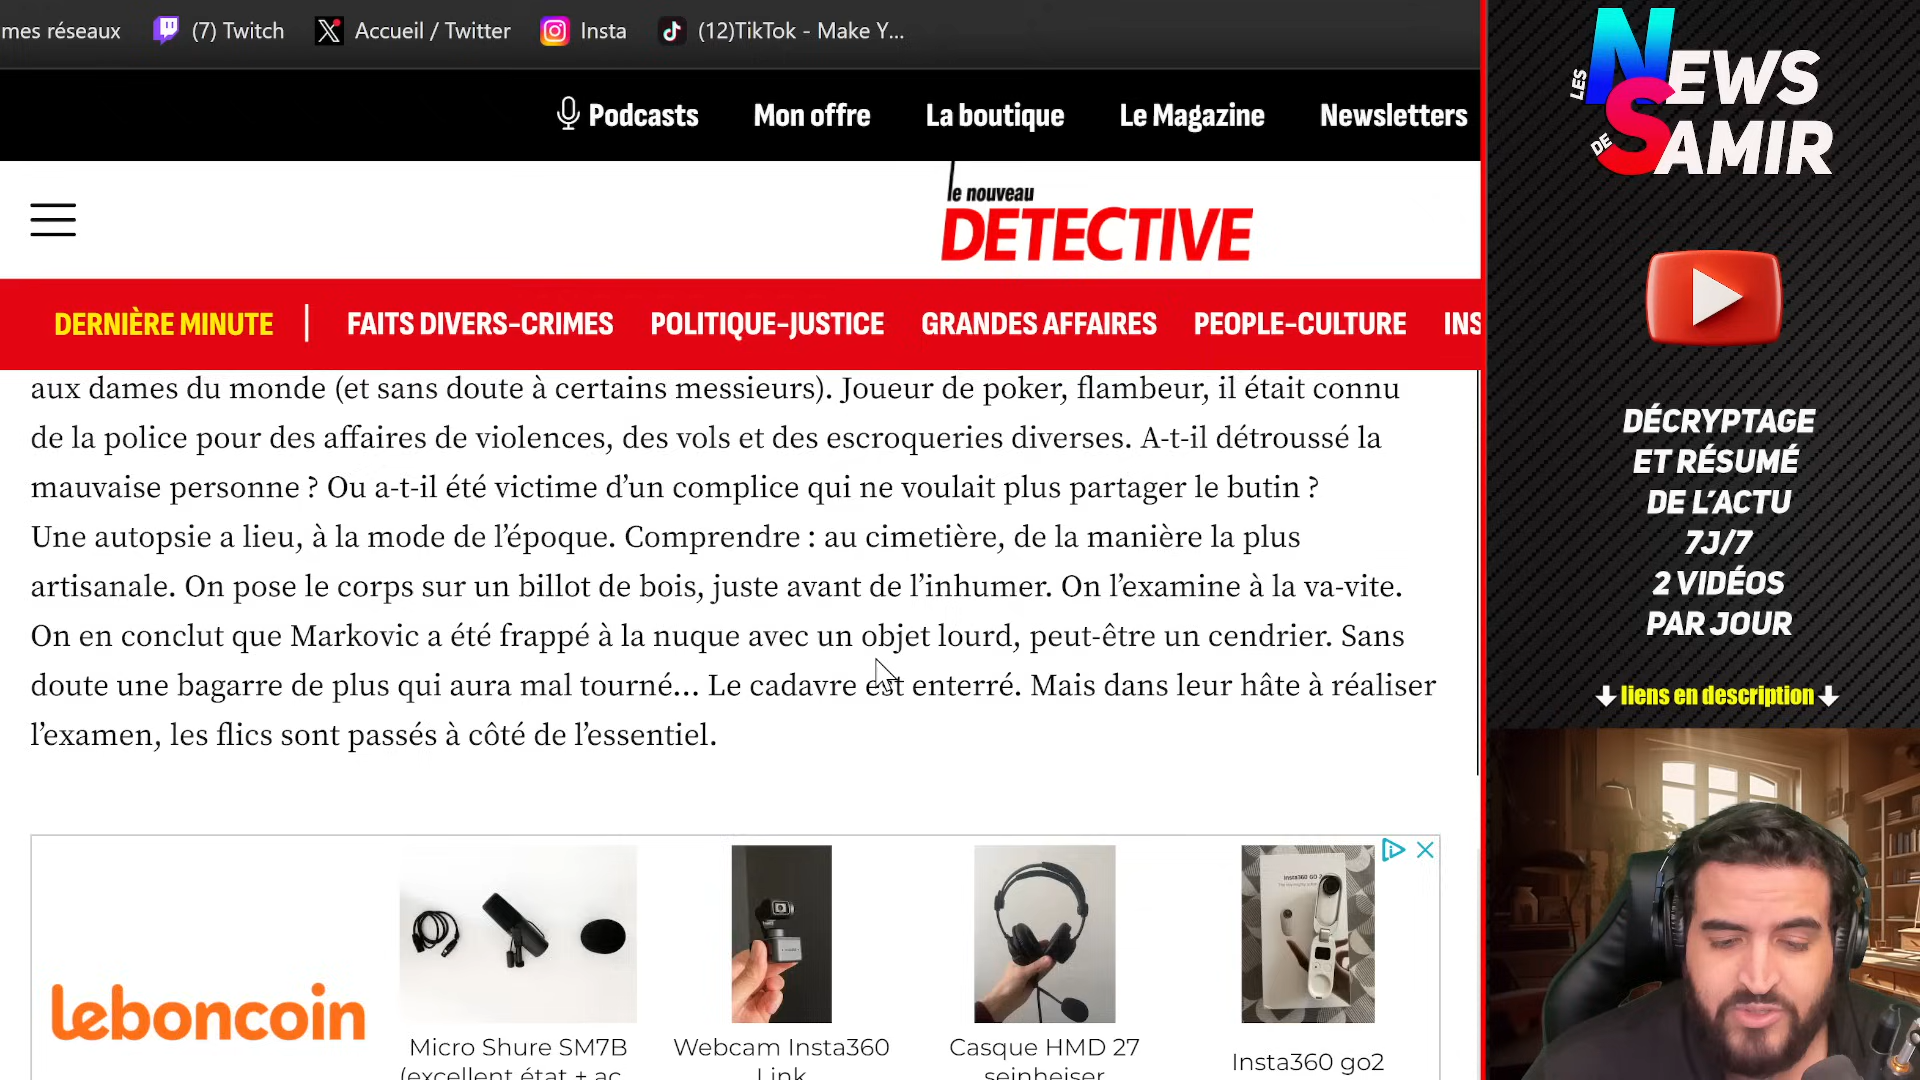 mes réseaux
(7) Twitch
Accueil / Twitter
Insta
(12)TikTok - Make Y...
Podcasts
Mon offre
La boutique
Le Magazine
Newsletters
le nouveau
DETECTIVE
DERNIÈRE MINUTE
FAITS DIVERS-CRIMES
POLITIQUE-JUSTICE
GRANDES AFFAIRES
PEOPLE-CULTURE
INS
aux dames du monde (et sans doute à certains messieurs). Joueur de poker, flambeur, il était connu
de la police pour des affaires de violences, des vols et des escroqueries diverses. A-t-il détroussé la
mauvaise personne ? Ou a-t-il été victime d’un complice qui ne voulait plus partager le butin ?
Une autopsie a lieu, à la mode de l’époque. Comprendre : au cimetière, de la manière la plus
artisanale. On pose le corps sur un billot de bois, juste avant de l’inhumer. On l’examine à la va-vite.
On en conclut que Markovic a été frappé à la nuque avec un objet lourd, peut-être un cendrier. Sans
doute une bagarre de plus qui aura mal tourné… Le cadavre est enterré. Mais dans leur hâte à réaliser
l’examen, les flics sont passés à côté de l’essentiel.
leboncoin
Micro Shure SM7B
(excellent état + ac...
Webcam Insta360
Link
Casque HMD 27
seinheiser
insta360 GO 2
Insta360 go2
LES NEWS
DE SAMIR
DÉCRYPTAGE
ET RÉSUMÉ
DE L’ACTU
7J/7
2 VIDÉOS
PAR JOUR
liens en description